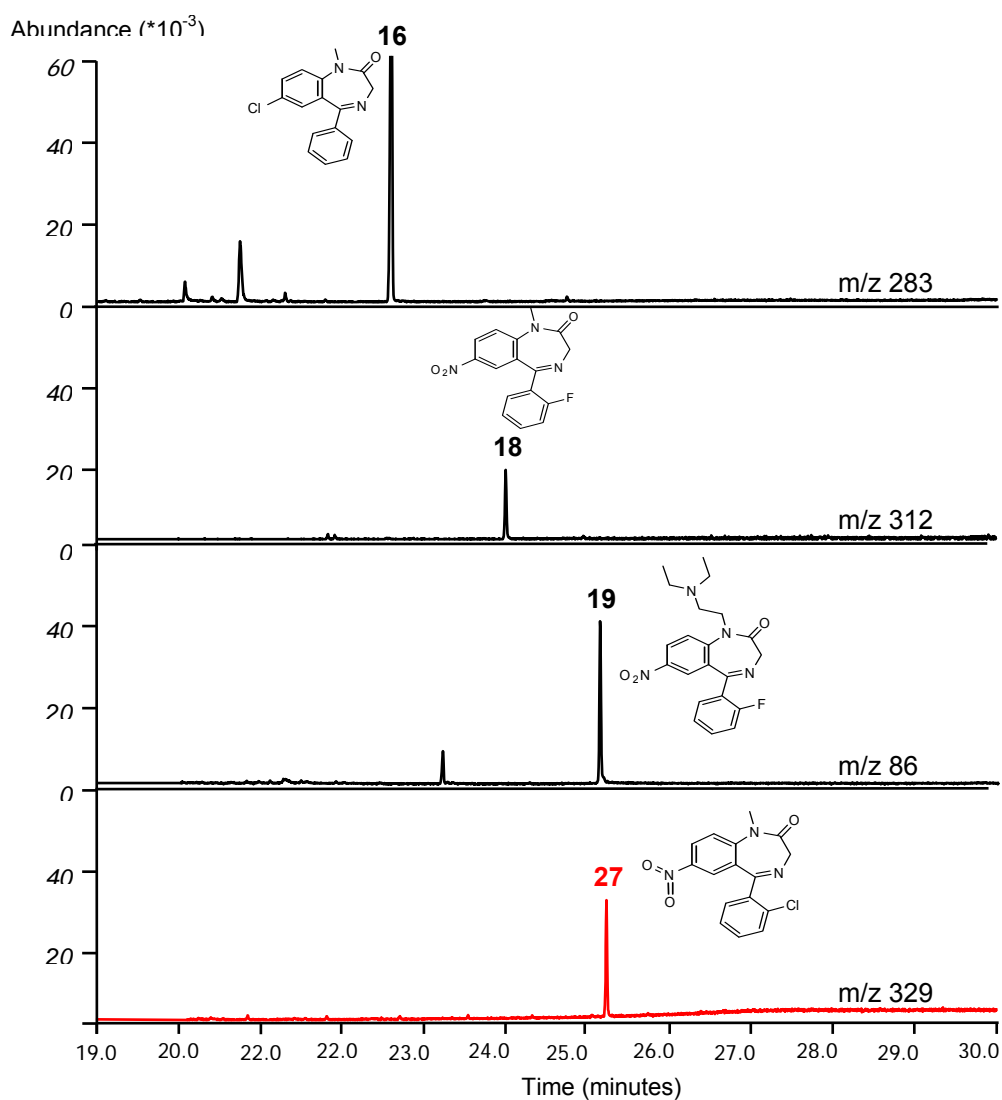 Abundance (*10⁻³)
16
60
N O
Cl N
40
20
m/z 283
0
N O
O₂N N
F
40
18
20
m/z 312
0
N
19
N O
40
O₂N N
F
20
m/z 86
0
N O
O
N N
O
Cl
40
27
20
m/z 329
19.0 20.0 22.0 22.0 23.0 24.0 25.0 26.0 27.0 28.0 29.0 30.0
Time (minutes)